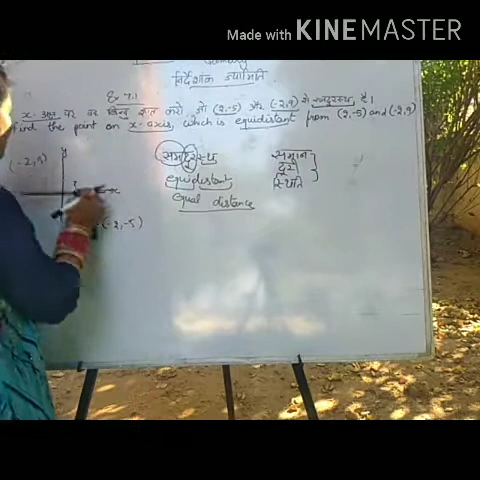 Made with KINEMASTER
Geometry
निर्देशांक ज्यामिति
8. 7.1
x-अक्ष पर वह बिन्दु ज्ञात करो जो (2,-5) और (-2,9) से समदूरस्थ है।
find the point on x-axis, which is equidistant from (2,-5) and (-2,9)
(-2,9) y
समदूरस्थ समान
दूरी
equidistant स्थिति
equal distance
x
(2,-5)